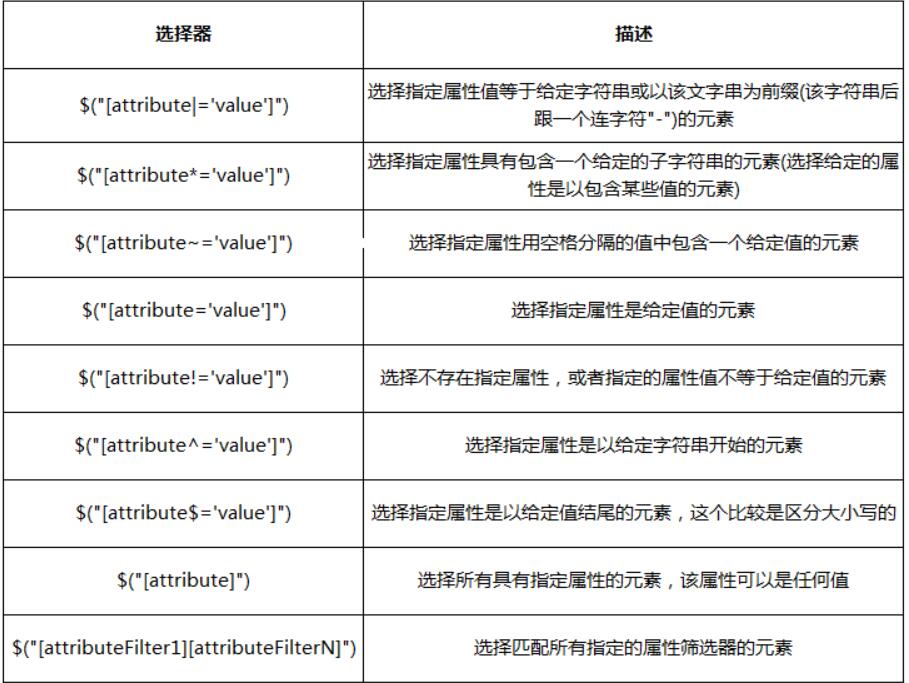 选择器
描述
$("[attribute|='value']")
选择指定属性值等于给定字符串或以该文字串为前缀(该字符串后
跟一个连字符"-")的元素
$("[attribute*='value']")
选择指定属性具有包含一个给定的子字符串的元素(选择给定的属
性是以包含某些值的元素)
$("[attribute~='value']")
选择指定属性用空格分隔的值中包含一个给定值的元素
$("[attribute='value']")
选择指定属性是给定值的元素
$("[attribute!='value']")
选择不存在指定属性，或者指定的属性值不等于给定值的元素
$("[attribute^='value']")
选择指定属性是以给定字符串开始的元素
$("[attribute$='value']")
选择指定属性是以给定值结尾的元素，这个比较是区分大小写的
$("[attribute]")
选择所有具有指定属性的元素，该属性可以是任何值
$("[attributeFilter1][attributeFilterN]")
选择匹配所有指定的属性筛选器的元素